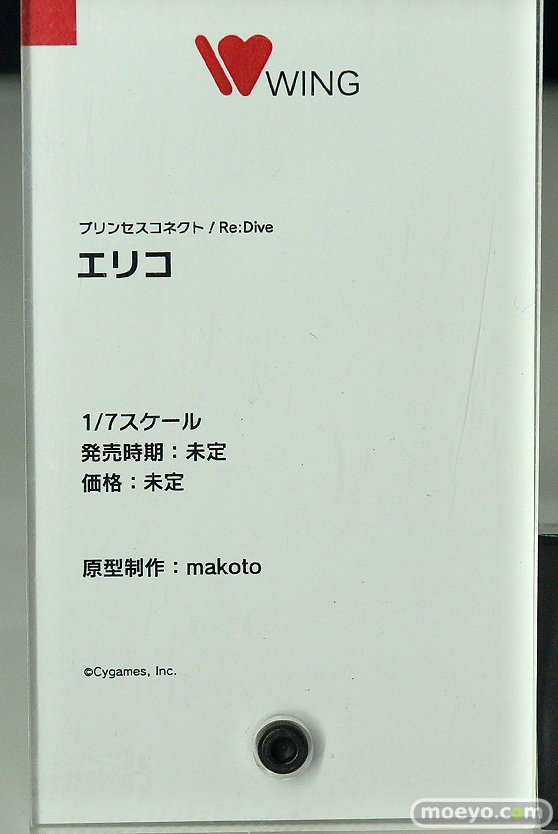 WING
プリンセスコネクト / Re:Dive
エリコ
1/7スケール
発売時期：未定
価格：未定
原型制作：makoto
©Cygames, Inc.
moeyo.com